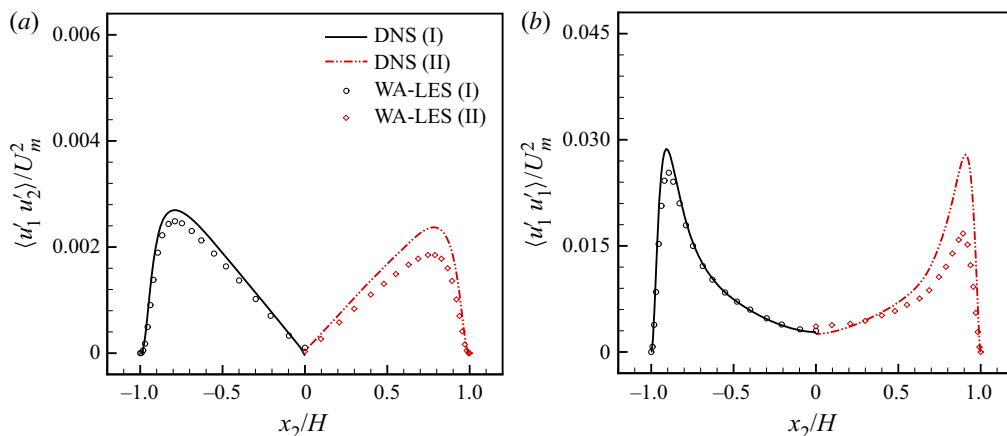 (a)
0.006
0.004
0.002
0
⟨u′₁ u′₂⟩/U²ₘ
DNS (I)
DNS (II)
WA-LES (I)
WA-LES (II)
–1.0
–0.5
0
0.5
1.0
x₂/H
(b)
0.045
0.030
0.015
0
⟨u′₁ u′₁⟩/U²ₘ
–1.0
–0.5
0
0.5
1.0
x₂/H